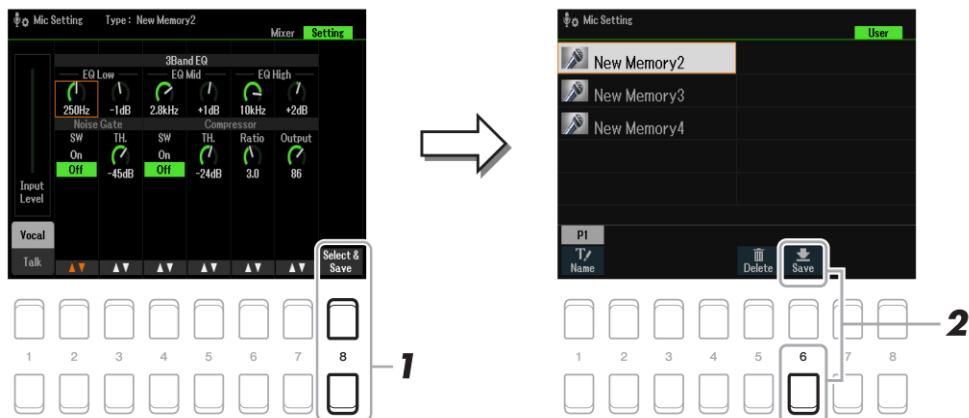 Mic Setting Type : New Memory2
Mixer Setting
3Band EQ
EQ Low EQ Mid EQ High
250Hz -1dB 2.8kHz +1dB 10kHz +2dB
Noise Gate Compressor
SW TH. SW TH. Ratio Output
On On
Off -45dB Off -24dB 3.0 86
Input
Level
Vocal
Talk
Select &
Save
1 2 3 4 5 6 7 8
1
Mic Setting
User
New Memory2
New Memory3
New Memory4
P1
Name Delete Save
1 2 3 4 5 6 7 8
2